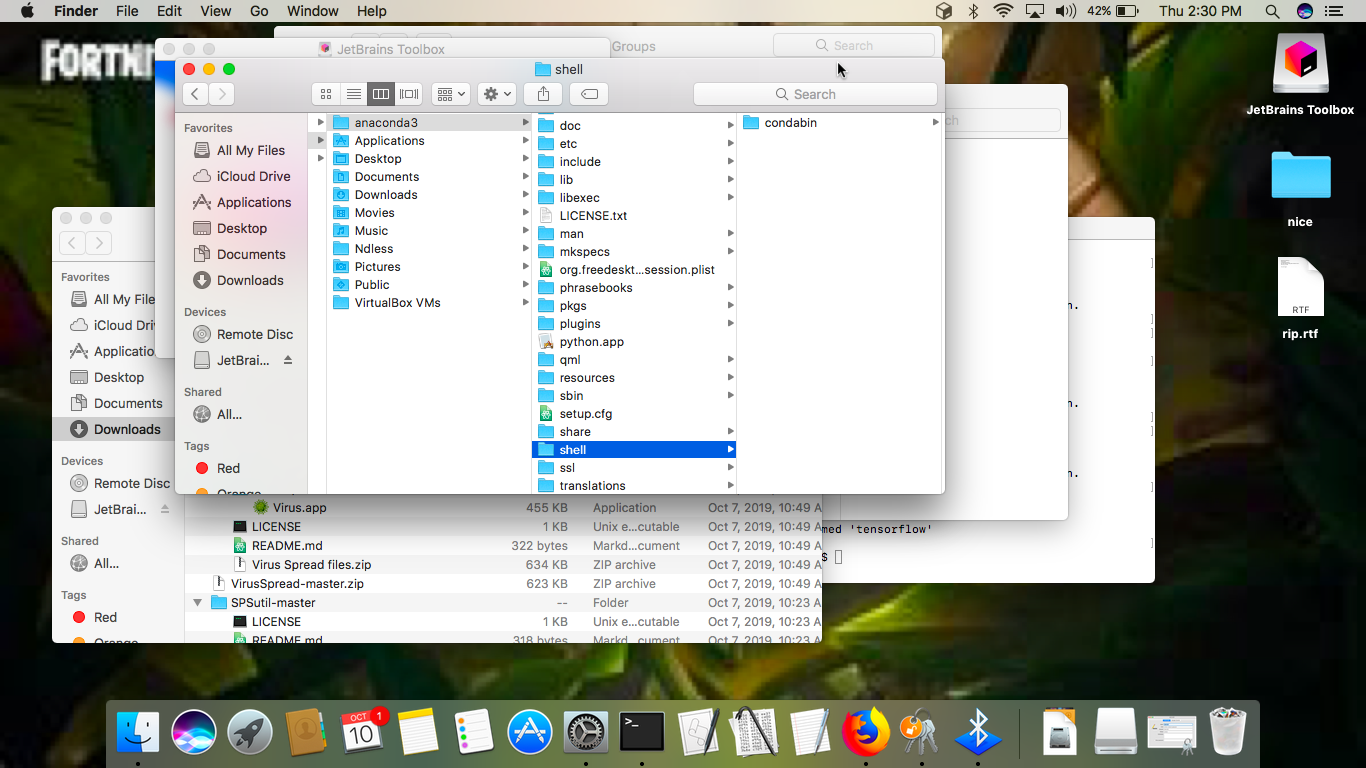 Finder File Edit View Go Window Help 42% Thu 2:30 PM
FORTNI
JetBrains Toolbox
Groups
Search
shell
Search
Favorites
All My Files
iCloud Drive
Applications
Desktop
Documents
Downloads
Devices
Remote Disc
JetBrai...
Shared
All...
Tags
Red
Orange
anaconda3
Applications
Desktop
Documents
Downloads
Movies
Music
Ndless
Pictures
Public
VirtualBox VMs
doc
etc
include
lib
libexec
LICENSE.txt
man
mkspecs
org.freedeskt...session.plist
phrasebooks
pkgs
plugins
python.app
qml
resources
sbin
setup.cfg
share
shell
ssl
translations
condabin
ch
JetBrains Toolbox
nice
RTF
rip.rtf
Favorites
All My File
iCloud Dri
Applicatio
Desktop
Documents
Downloads
Devices
Remote Disc
JetBrai...
Shared
All...
Tags
Red
Orange
Virus.app 455 KB Application Oct 7, 2019, 10:49 A
LICENSE 1 KB Unix e...cutable Oct 7, 2019, 10:49 A
README.md 322 bytes Markd...cument Oct 7, 2019, 10:49 A
Virus Spread files.zip 634 KB ZIP archive Oct 7, 2019, 10:49 A
VirusSpread-master.zip 623 KB ZIP archive Oct 7, 2019, 10:49 A
SPSutil-master -- Folder Oct 7, 2019, 10:23 A
LICENSE 1 KB Unix e...cutable Oct 7, 2019, 10:23 A
README.md 318 bytes Markd...cument Oct 7, 2019, 10:23 A
n.
n.
n.
med 'tensorflow'
$
OCT 1
10